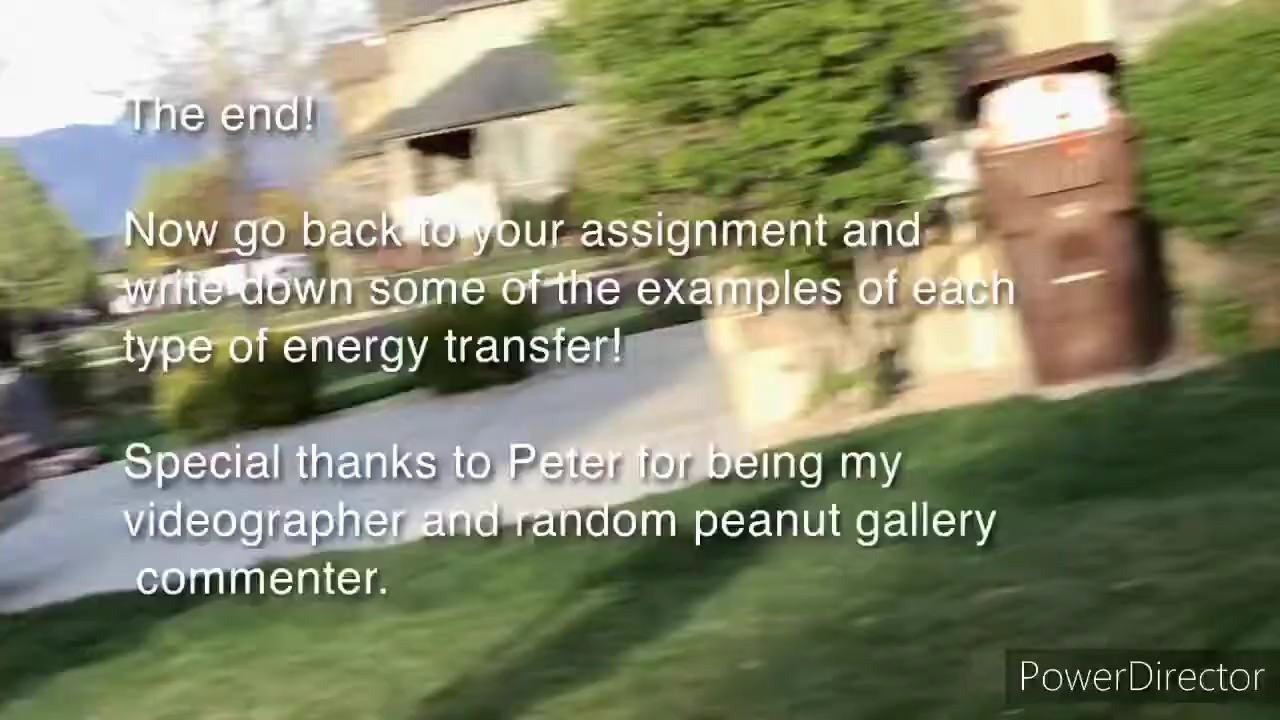 The end!
Now go back to your assignment and
write down some of the examples of each
type of energy transfer!
Special thanks to Peter for being my
videographer and random peanut gallery
commenter.
PowerDirector